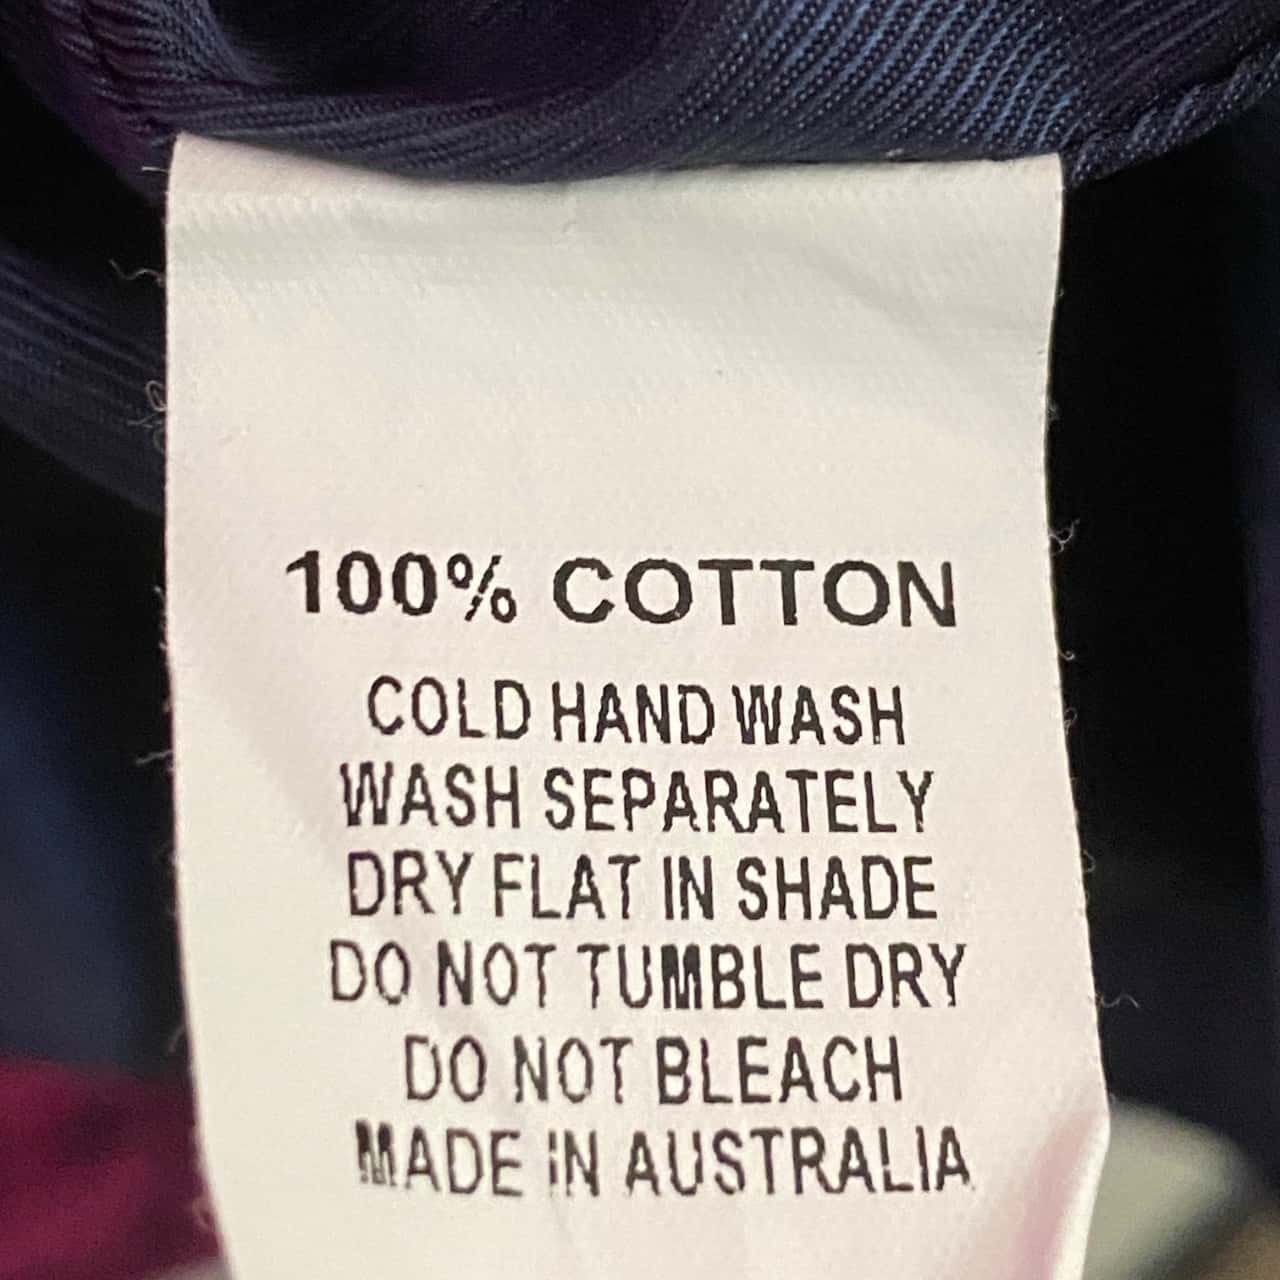 100% COTTON
COLD HAND WASH
WASH SEPARATELY
DRY FLAT IN SHADE
DO NOT TUMBLE DRY
DO NOT BLEACH
MADE IN AUSTRALIA